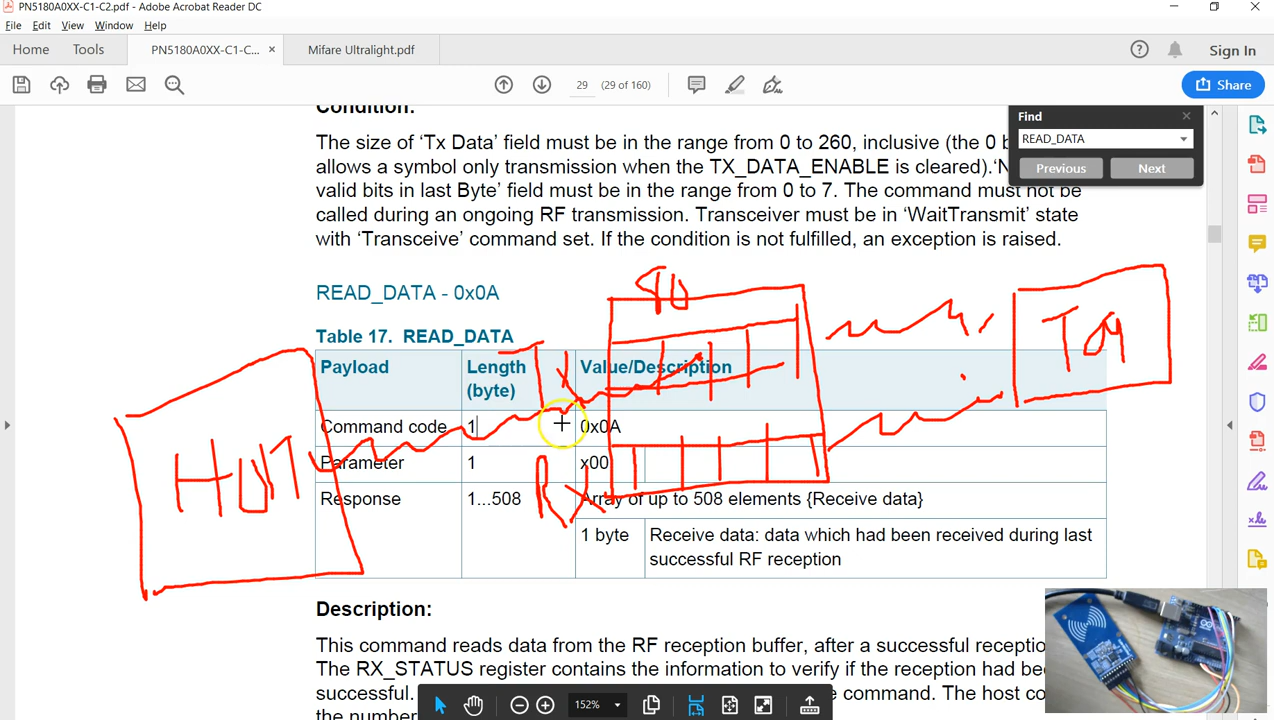 PN5180A0XX-C1-C2.pdf - Adobe Acrobat Reader DC
File Edit View Window Help
Home Tools PN5180A0XX-C1-C... × Mifare Ultralight.pdf Sign In
29 (29 of 160) Share
Condition:
Find
The size of ‘Tx Data’ field must be in the range from 0 to 260, inclusive (the 0 b
READ_DATA
allows a symbol only transmission when the TX_DATA_ENABLE is cleared).‘N
Previous Next
valid bits in last Byte’ field must be in the range from 0 to 7. The command must not be
called during an ongoing RF transmission. Transceiver must be in ‘WaitTransmit’ state
with ‘Transceive’ command set. If the condition is not fulfilled, an exception is raised.
READ_DATA - 0x0A
Table 17. READ_DATA
Tx
Tag
Payload Length (byte) Value/Description
Command code 1 0x0A
Parameter 1 x00
Rx
Response 1...508 Array of up to 508 elements {Receive data}
1 byte Receive data: data which had been received during last
successful RF reception
Description:
This command reads data from the RF reception buffer, after a successful reception
The RX_STATUS register contains the information to verify if the reception had be
successful. e command. The host co
the number
152%